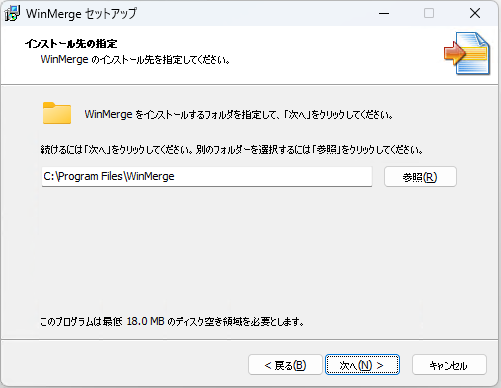 WinMerge セットアップ
インストール先の指定
WinMerge のインストール先を指定してください。
WinMerge をインストールするフォルダを指定して、「次へ」をクリックしてください。
続けるには「次へ」をクリックしてください。別のフォルダーを選択するには「参照」をクリックしてください。
C:\Program Files\WinMerge
参照(R)
このプログラムは最低 18.0 MB のディスク空き領域を必要とします。
< 戻る(B)
次へ(N) >
キャンセル